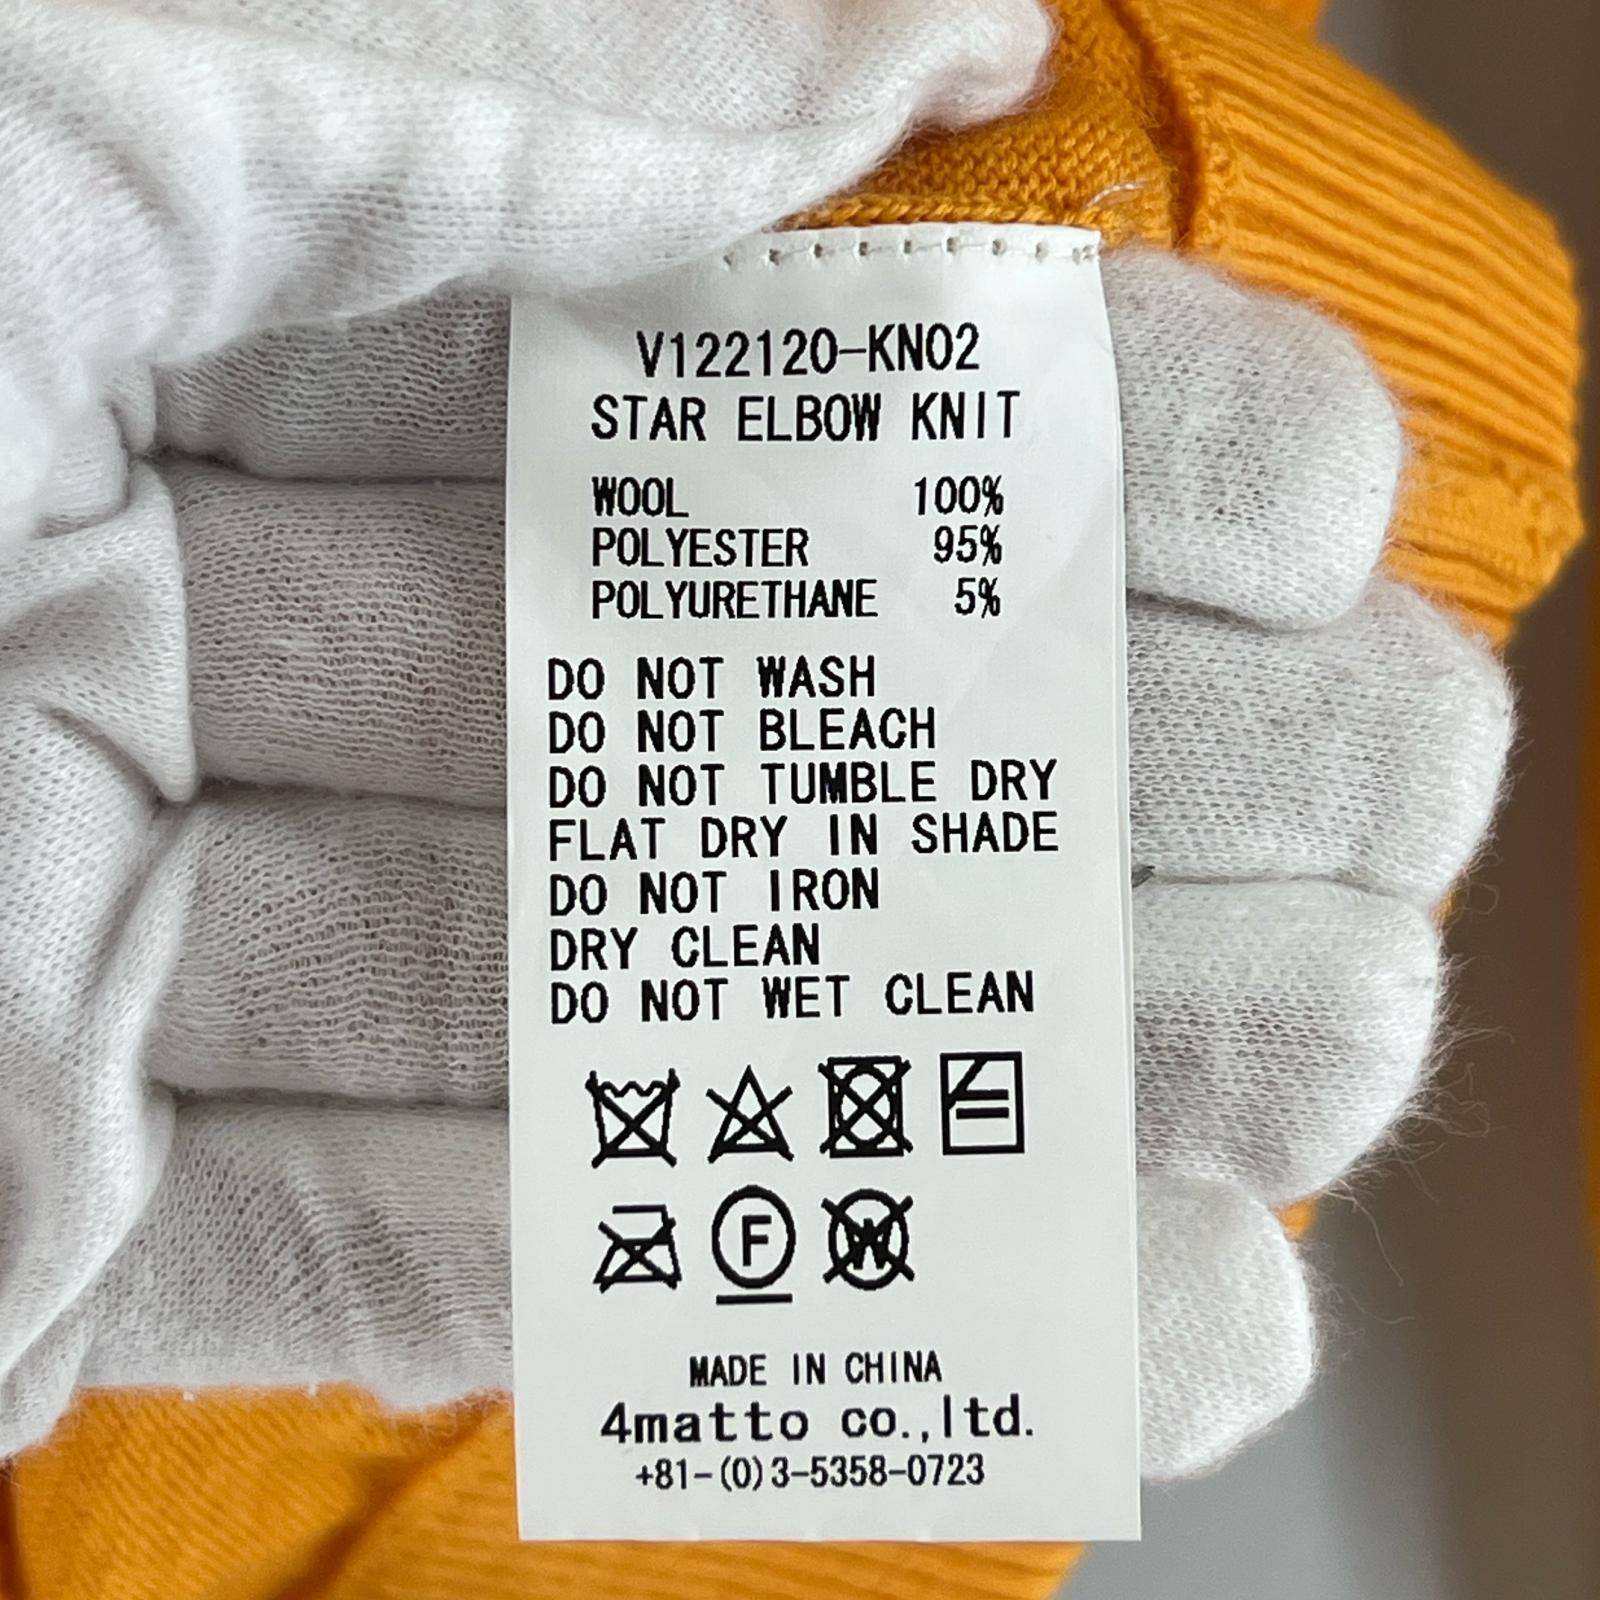 V122120-KN02
STAR ELBOW KNIT
WOOL 100%
POLYESTER 95%
POLYURETHANE 5%
DO NOT WASH
DO NOT BLEACH
DO NOT TUMBLE DRY
FLAT DRY IN SHADE
DO NOT IRON
DRY CLEAN
DO NOT WET CLEAN
F W
MADE IN CHINA
4matto co.,ltd.
+81-(0)3-5358-0723